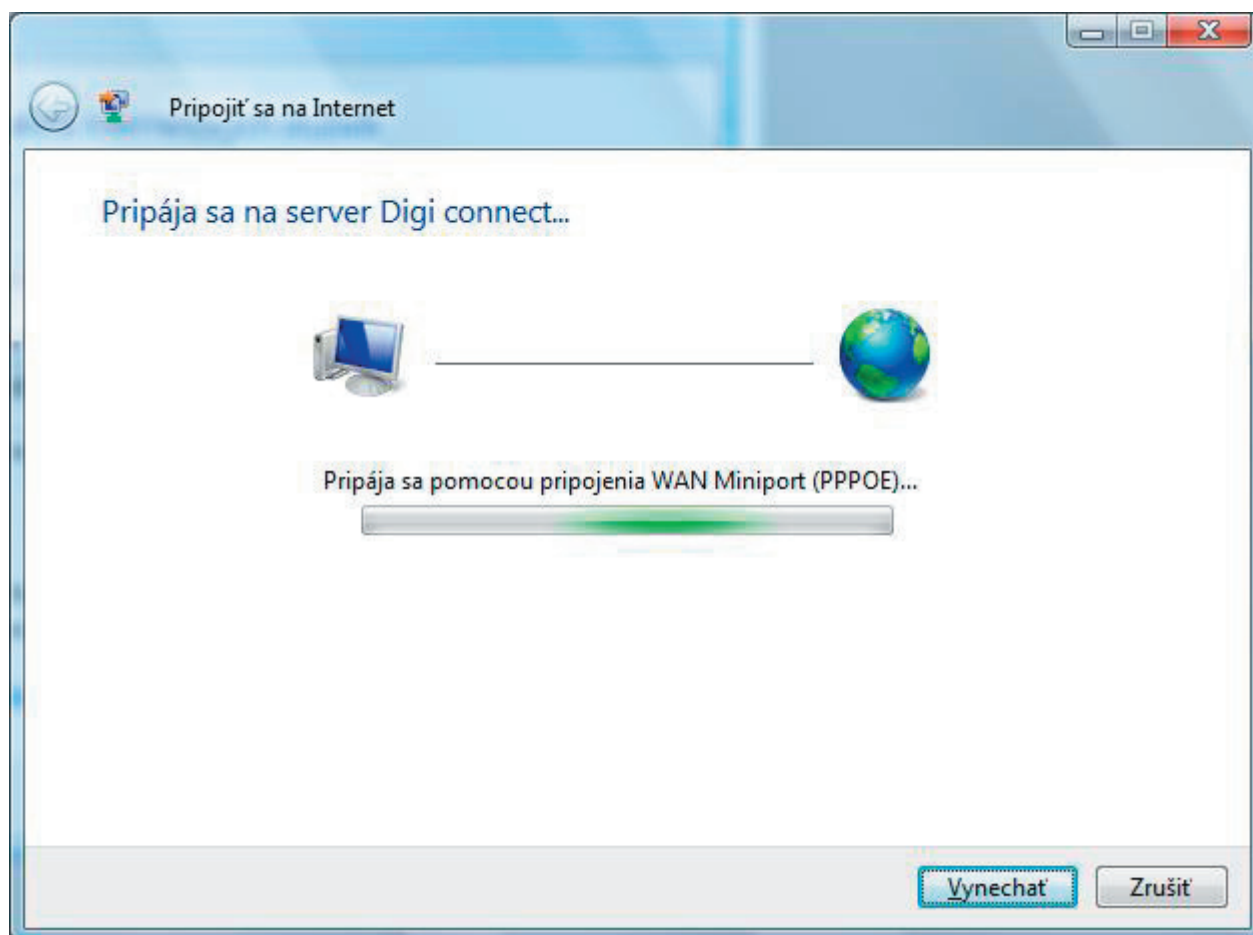 Pripojiť sa na Internet
Pripája sa na server Digi connect...
Pripája sa pomocou pripojenia WAN Miniport (PPPOE)...
Vynechať
Zrušiť